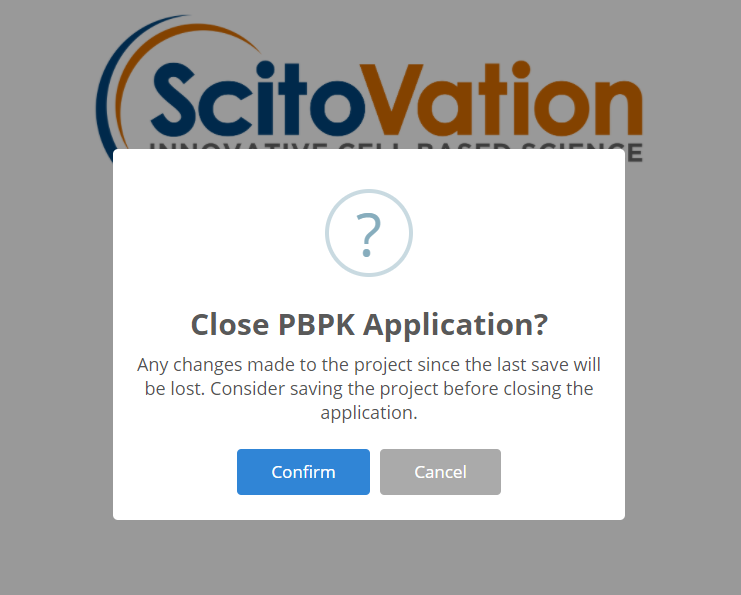 ScitoVation
INNOVATIVE CELL BASED SCIENCE
?
Close PBPK Application?
Any changes made to the project since the last save will
be lost. Consider saving the project before closing the
application.
Confirm
Cancel